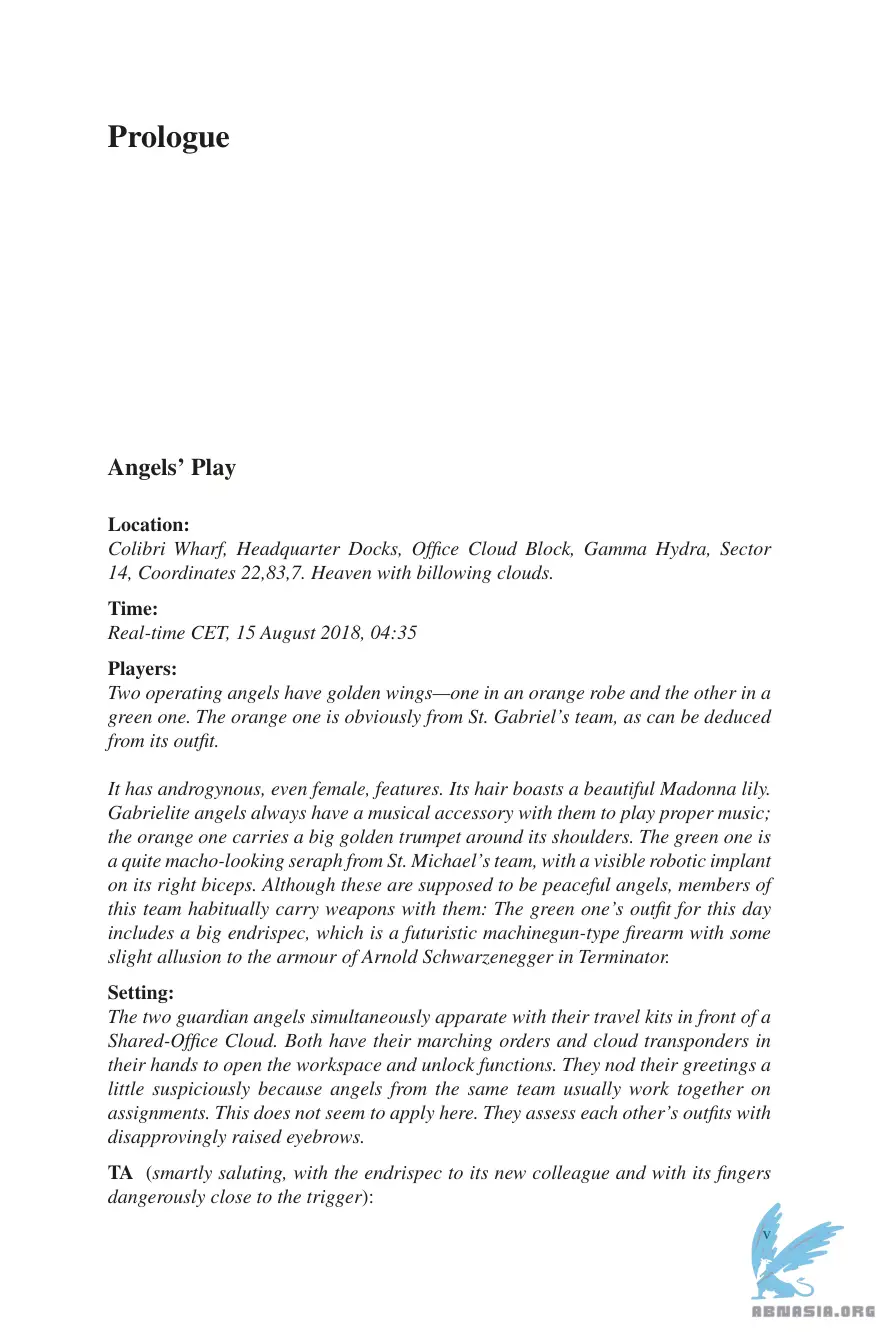 Prologue
Angels’ Play
Location:
Colibri Wharf, Headquarter Docks, Office Cloud Block, Gamma Hydra, Sector
14, Coordinates 22,83,7. Heaven with billowing clouds.
Time:
Real-time CET, 15 August 2018, 04:35
Players:
Two operating angels have golden wings—one in an orange robe and the other in a
green one. The orange one is obviously from St. Gabriel’s team, as can be deduced
from its outfit.
It has androgynous, even female, features. Its hair boasts a beautiful Madonna lily.
Gabrielite angels always have a musical accessory with them to play proper music;
the orange one carries a big golden trumpet around its shoulders. The green one is
a quite macho-looking seraph from St. Michael’s team, with a visible robotic implant
on its right biceps. Although these are supposed to be peaceful angels, members of
this team habitually carry weapons with them: The green one’s outfit for this day
includes a big endrispec, which is a futuristic machinegun-type firearm with some
slight allusion to the armour of Arnold Schwarzenegger in Terminator.
Setting:
The two guardian angels simultaneously apparate with their travel kits in front of a
Shared-Office Cloud. Both have their marching orders and cloud transponders in
their hands to open the workspace and unlock functions. They nod their greetings a
little suspiciously because angels from the same team usually work together on
assignments. This does not seem to apply here. They assess each other’s outfits with
disapprovingly raised eyebrows.
TA (smartly saluting, with the endrispec to its new colleague and with its fingers
dangerously close to the trigger):
v
ABNASIA.ORG